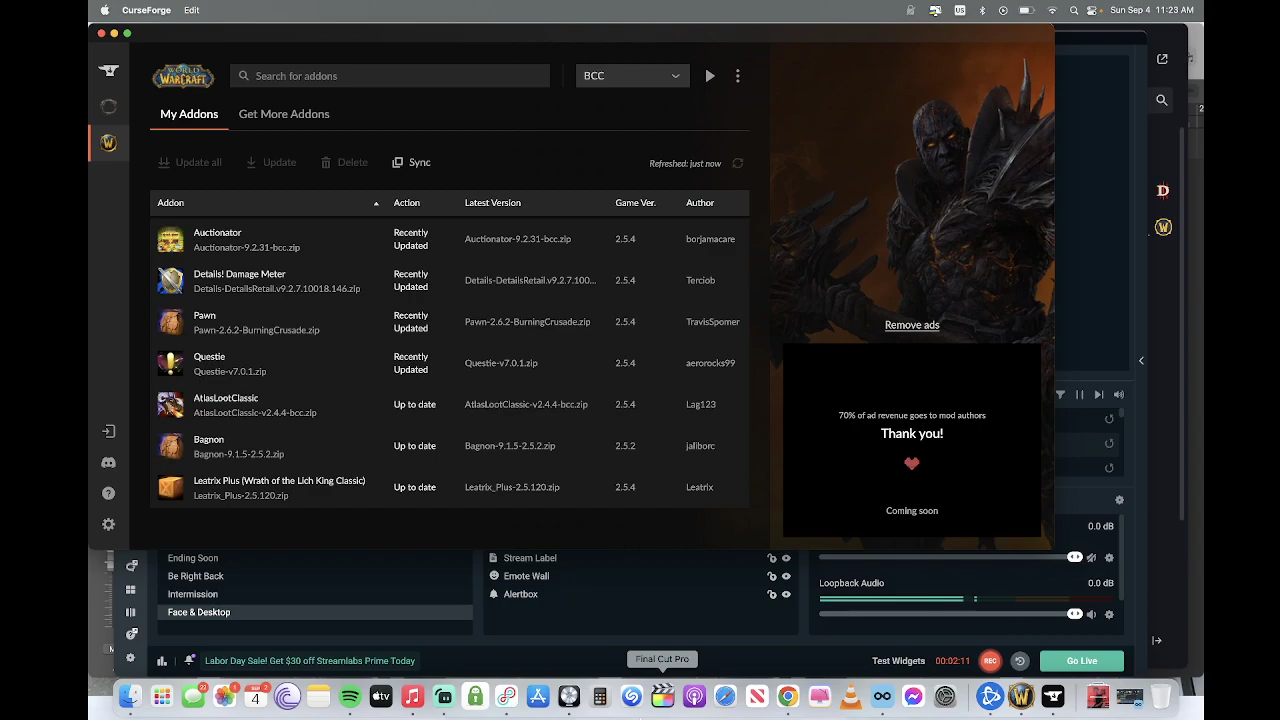 CurseForge Edit
US
Sun Sep 4 11:23 AM
WORLD
WARCRAFT
Search for addons
BCC
My Addons
Get More Addons
Update all
Update
Delete
Sync
Refreshed: just now
Addon
Action
Latest Version
Game Ver.
Author
Auctionator
Auctionator-9.2.31-bcc.zip
Recently
Updated
Auctionator-9.2.31-bcc.zip
2.5.4
borjamacare
Details! Damage Meter
Details-DetailsRetail.v9.2.7.10018.146.zip
Recently
Updated
Details-DetailsRetail.v9.2.7.100...
2.5.4
Terciob
Pawn
Pawn-2.6.2-BurningCrusade.zip
Recently
Updated
Pawn-2.6.2-BurningCrusade.zip
2.5.4
TravisSpomer
Questie
Questie-v7.0.1.zip
Recently
Updated
Questie-v7.0.1.zip
2.5.4
aerorocks99
AtlasLootClassic
AtlasLootClassic-v2.4.4-bcc.zip
Up to date
AtlasLootClassic-v2.4.4-bcc.zip
2.5.4
Lag123
Bagnon
Bagnon-9.1.5-2.5.2.zip
Up to date
Bagnon-9.1.5-2.5.2.zip
2.5.2
jaliborc
Leatrix Plus (Wrath of the Lich King Classic)
Leatrix_Plus-2.5.120.zip
Up to date
Leatrix_Plus-2.5.120.zip
2.5.4
Leatrix
Remove ads
70% of ad revenue goes to mod authors
Thank you!
Coming soon
0.0 dB
Ending Soon
Be Right Back
Intermission
Face & Desktop
Stream Label
Emote Wall
Alertbox
Loopback Audio
0.0 dB
Labor Day Sale! Get $30 off Streamlabs Prime Today
Final Cut Pro
Test Widgets
00:02:11
REC
Go Live